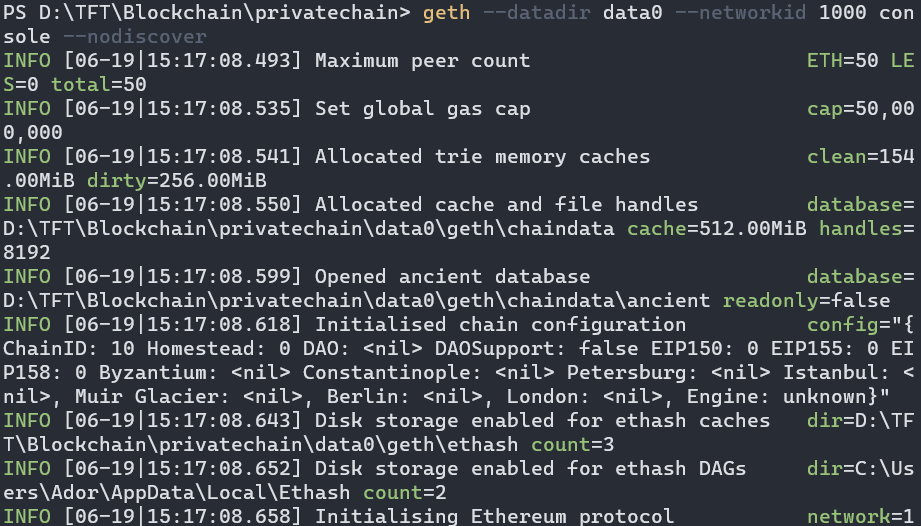 PS D:\TFT\Blockchain\privatechain> geth --datadir data0 --networkid 1000 con
sole --nodiscover
INFO [06-19|15:17:08.493] Maximum peer count                       ETH=50 LE
S=0 total=50
INFO [06-19|15:17:08.535] Set global gas cap                       cap=50,00
0,000
INFO [06-19|15:17:08.541] Allocated trie memory caches             clean=154
.00MiB dirty=256.00MiB
INFO [06-19|15:17:08.550] Allocated cache and file handles         database=
D:\TFT\Blockchain\privatechain\data0\geth\chaindata cache=512.00MiB handles=
8192
INFO [06-19|15:17:08.599] Opened ancient database                  database=
D:\TFT\Blockchain\privatechain\data0\geth\chaindata\ancient readonly=false
INFO [06-19|15:17:08.618] Initialised chain configuration          config="{
ChainID: 10 Homestead: 0 DAO: <nil> DAOSupport: false EIP150: 0 EIP155: 0 EI
P158: 0 Byzantium: <nil> Constantinople: <nil> Petersburg: <nil> Istanbul: <
nil>, Muir Glacier: <nil>, Berlin: <nil>, London: <nil>, Engine: unknown}"
INFO [06-19|15:17:08.643] Disk storage enabled for ethash caches   dir=D:\TF
T\Blockchain\privatechain\data0\geth\ethash count=3
INFO [06-19|15:17:08.652] Disk storage enabled for ethash DAGs     dir=C:\Us
ers\Ador\AppData\Local\Ethash count=2
INFO [06-19|15:17:08.658] Initialising Ethereum protocol           network=1